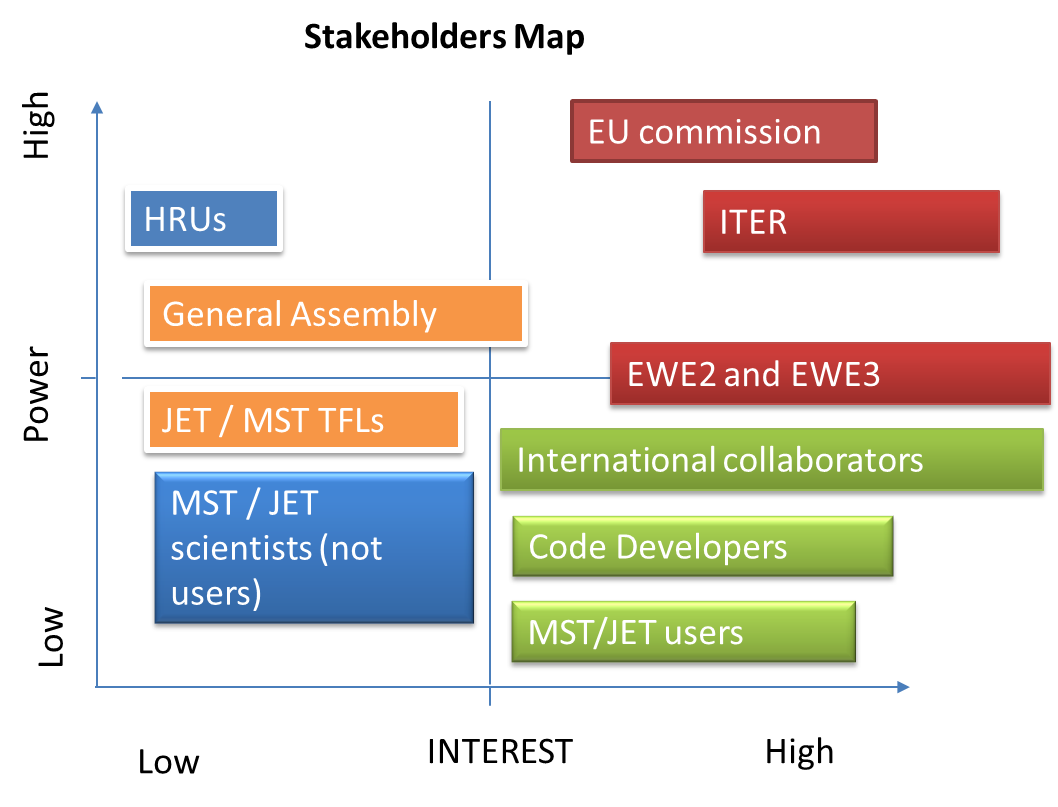 Stakeholders Map
High
EU commission
HRUs
ITER
General Assembly
Power
EWE2 and EWE3
JET / MST TFLs
International collaborators
MST / JET
scientists (not
users)
Code Developers
Low
MST/JET users
Low
INTEREST
High